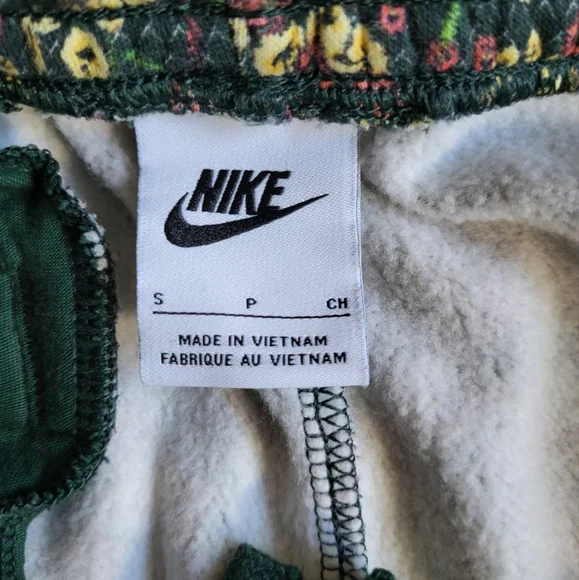 NIKE
S P CH
MADE IN VIETNAM
FABRIQUE AU VIETNAM